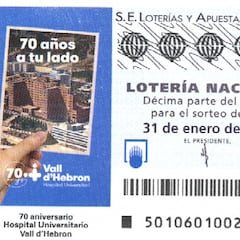 70 años
a tu lado
70
Vall
d'Hebron
Hospital Universitari
70 aniversario
Hospital Universitario
Vall d'Hebron
S.E. LOTERÍAS Y APUESTA
LOTERÍA NAC
Décima parte del
para el sorteo de
31 de enero de
EL PRESIDENTE,
5010601002